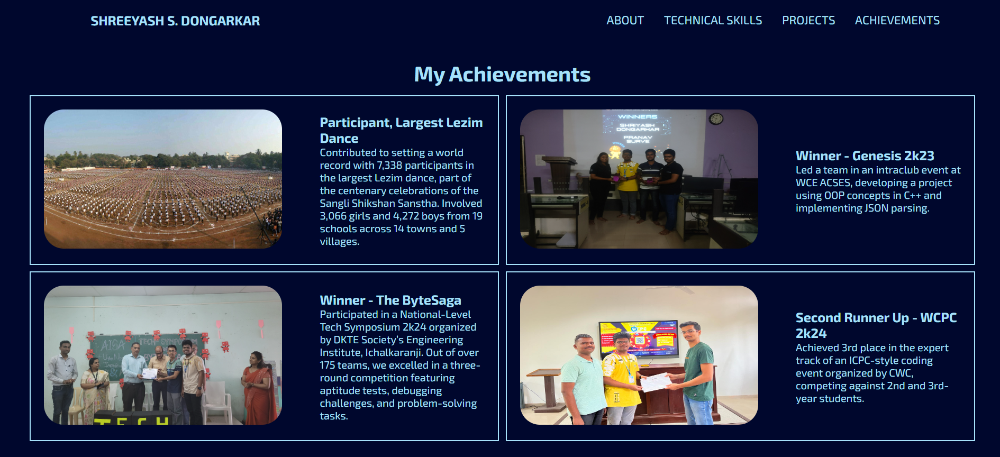 SHREEYASH S. DONGARKAR
ABOUT
TECHNICAL SKILLS
PROJECTS
ACHIEVEMENTS
My Achievements
WINNERS
SHRIYASH
DONGARKAR
PRANAV
SURVE
WINNER
Participant, Largest Lezim
Dance
Contributed to setting a world
record with 7,338 participants in
the largest Lezim dance, part of
the centenary celebrations of the
Sangli Shikshan Sanstha. Involved
3,066 girls and 4,272 boys from 19
schools across 14 towns and 5
villages.
Winner - Genesis 2k23
Led a team in an intraclub event at
WCE ACSES, developing a project
using OOP concepts in C++ and
implementing JSON parsing.
AISA
TECH SYMPOSIUM
TECH
Winner - The ByteSaga
Participated in a National-Level
Tech Symposium 2k24 organized
by DKTE Society's Engineering
Institute, Ichalkaranji. Out of over
175 teams, we excelled in a three-
round competition featuring
aptitude tests, debugging
challenges, and problem-solving
tasks.
Second Runner Up - WCPC
2k24
Achieved 3rd place in the expert
track of an ICPC-style coding
event organized by CWC,
competing against 2nd and 3rd-
year students.